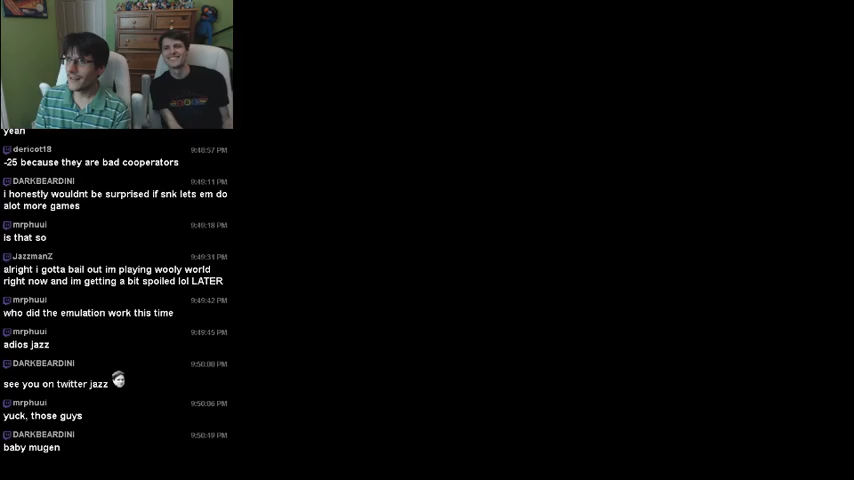 yeah
dericot18 9:48:57 PM
-25 because they are bad cooperators
DARKBEARDINI 9:49:11 PM
i honestly wouldnt be surprised if snk lets em do
alot more games
mrphuui 9:49:18 PM
is that so
JazzmanZ 9:49:31 PM
alright i gotta bail out im playing wooly world
right now and im getting a bit spoiled lol LATER
mrphuui 9:49:42 PM
who did the emulation work this time
mrphuui 9:49:45 PM
adios jazz
DARKBEARDINI 9:50:00 PM
see you on twitter jazz
mrphuui 9:50:06 PM
yuck, those guys
DARKBEARDINI 9:50:19 PM
baby mugen